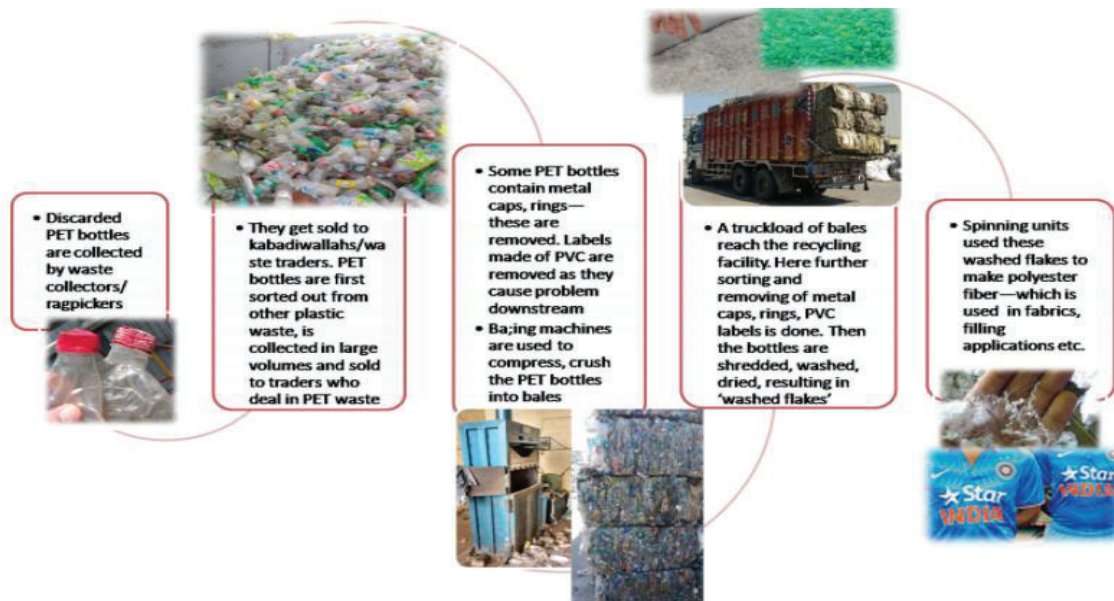 • Discarded
PET bottles
are collected
by waste
collectors/
ragpickers
• They get sold to
kabadiwallahs/wa
ste traders. PET
bottles are first
sorted out from
other plastic
waste, is
collected in large
volumes and sold
to traders who
deal in PET waste
• Some PET bottles
contain metal
caps, rings—
these are
removed. Labels
made of PVC are
removed as they
cause problem
downstream
• Ba;ing machines
are used to
compress, crush
the PET bottles
into bales
• A truckload of bales
reach the recycling
facility. Here further
sorting and
removing of metal
caps, rings, PVC
labels is done. Then
the bottles are
shredded, washed,
dried, resulting in
‘washed flakes’
• Spinning units
used these
washed flakes to
make polyester
fiber—which is
used in fabrics,
filling
applications etc.
Star
INDIA
Star
INDIA